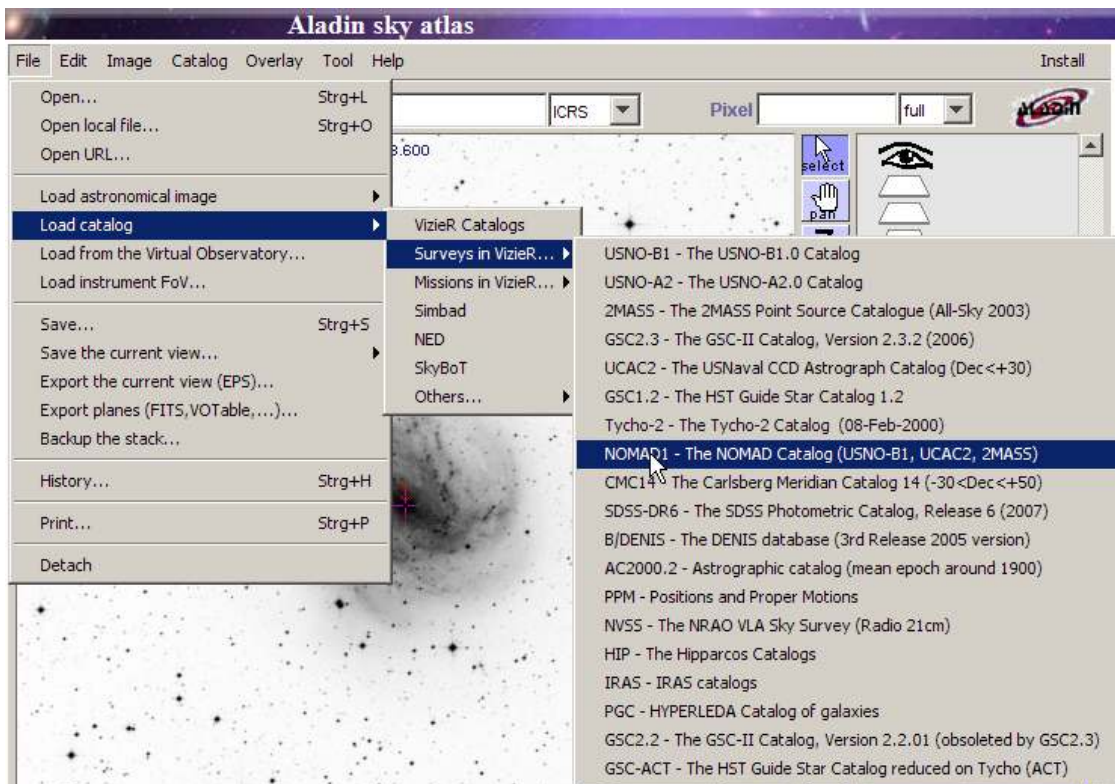 Aladin sky atlas
File Edit Image Catalog Overlay Tool Help Install
Open... Strg+L
Open local file... Strg+O
Open URL...
Load astronomical image
Load catalog
Load from the Virtual Observatory...
Load instrument FoV...
Save... Strg+S
Save the current view...
Export the current view (EPS)...
Export planes (FITS,VOTable,...)...
Backup the stack...
History... Strg+H
Print... Strg+P
Detach
ICRS
Pixel
full
Aladin
3.600
select
pan
VizieR Catalogs
Surveys in VizieR...
Missions in VizieR...
Simbad
NED
SkyBoT
Others...
USNO-B1 - The USNO-B1.0 Catalog
USNO-A2 - The USNO-A2.0 Catalog
2MASS - The 2MASS Point Source Catalogue (All-Sky 2003)
GSC2.3 - The GSC-II Catalog, Version 2.3.2 (2006)
UCAC2 - The USNaval CCD Astrograph Catalog (Dec<+30)
GSC1.2 - The HST Guide Star Catalog 1.2
Tycho-2 - The Tycho-2 Catalog (08-Feb-2000)
NOMAD1 - The NOMAD Catalog (USNO-B1, UCAC2, 2MASS)
CMC14 - The Carlsberg Meridian Catalog 14 (-30<Dec<+50)
SDSS-DR6 - The SDSS Photometric Catalog, Release 6 (2007)
B/DENIS - The DENIS database (3rd Release 2005 version)
AC2000.2 - Astrographic catalog (mean epoch around 1900)
PPM - Positions and Proper Motions
NVSS - The NRAO VLA Sky Survey (Radio 21cm)
HIP - The Hipparcos Catalogs
IRAS - IRAS catalogs
PGC - HYPERLEDA Catalog of galaxies
GSC2.2 - The GSC-II Catalog, Version 2.2.01 (obsoleted by GSC2.3)
GSC-ACT - The HST Guide Star Catalog reduced on Tycho (ACT)